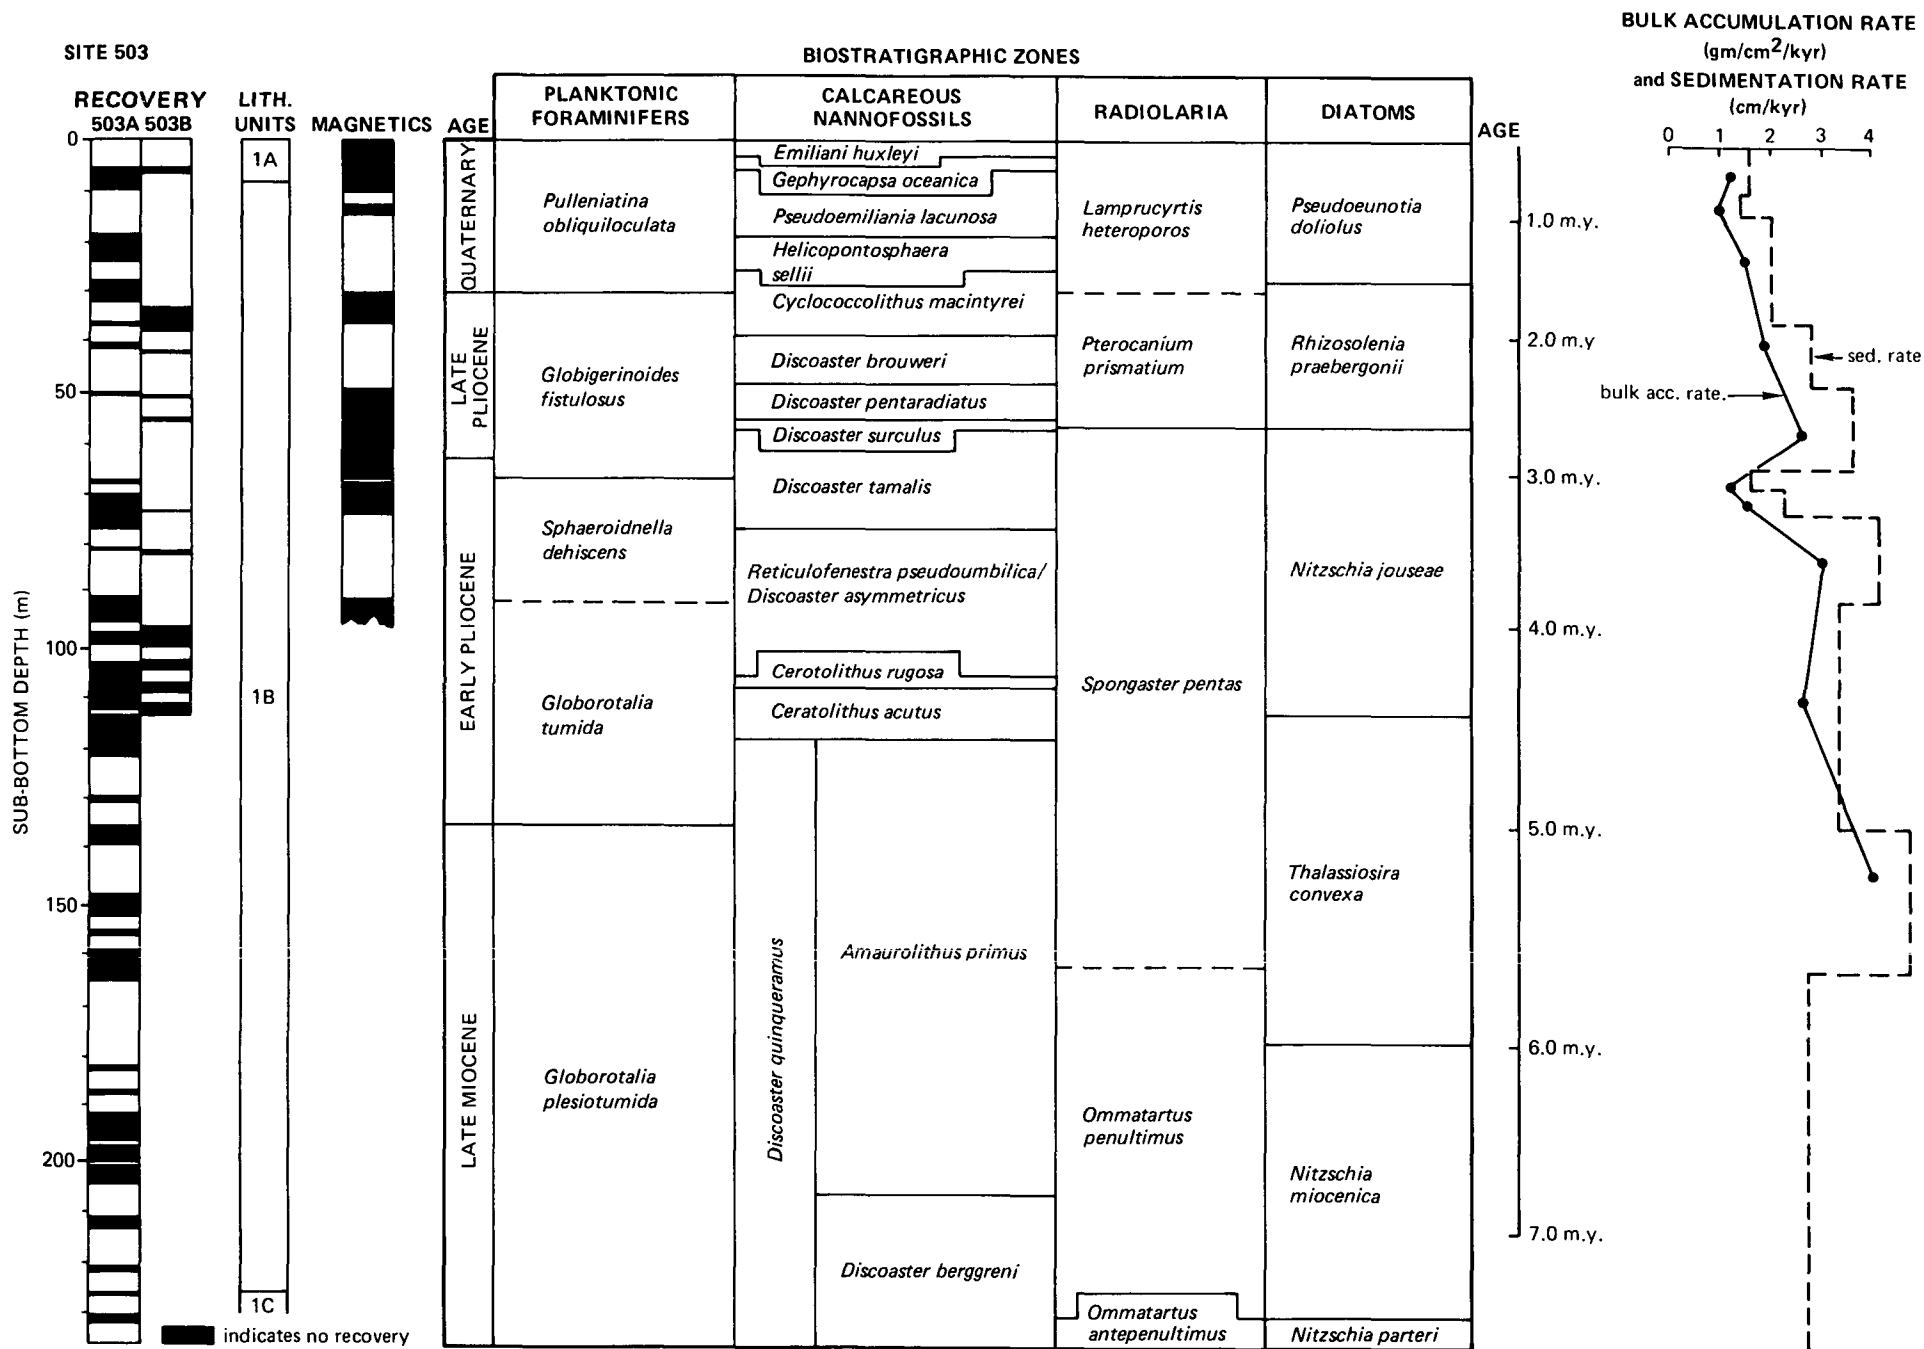 SITE 503
BIOSTRATIGRAPHIC ZONES
BULK ACCUMULATION RATE
(gm/cm2/kyr)
and SEDIMENTATION RATE
(cm/kyr)
RECOVERY
503A 503B
LITH.
UNITS
MAGNETICS
AGE
PLANKTONIC
FORAMINIFERS
CALCAREOUS
NANNOFOSSILS
RADIOLARIA
DIATOMS
AGE
0 1 2 3 4
SUB-BOTTOM DEPTH (m)
0
50
100
150
200
1A
1B
1C
indicates no recovery
QUATERNARY
LATE
PLIOCENE
EARLY PLIOCENE
LATE MIOCENE
Pulleniatina
obliquiloculata
Globigerinoides
fistulosus
Sphaeroidnella
dehiscens
Globorotalia
tumida
Globorotalia
plesiotumida
Emiliani huxleyi
Gephyrocapsa oceanica
Pseudoemiliania lacunosa
Helicopontosphaera
sellii
Cyclococcolithus macintyrei
Discoaster brouweri
Discoaster pentaradiatus
Discoaster surculus
Discoaster tamalis
Reticulofenestra pseudoumbilica/
Discoaster asymmetricus
Cerotolithus rugosa
Ceratolithus acutus
Discoaster quinqueramus
Amaurolithus primus
Discoaster berggreni
Lamprucyrtis
heteroporos
Pterocanium
prismatium
Spongaster pentas
Ommatartus
penultimus
Ommatartus
antepenultimus
Pseudoeunotia
doliolus
Rhizosolenia
praebergonii
Nitzschia jouseae
Thalassiosira
convexa
Nitzschia
miocenica
Nitzschia parteri
1.0 m.y.
2.0 m.y
3.0 m.y.
4.0 m.y.
5.0 m.y.
6.0 m.y.
7.0 m.y.
sed. rate
bulk acc. rate.